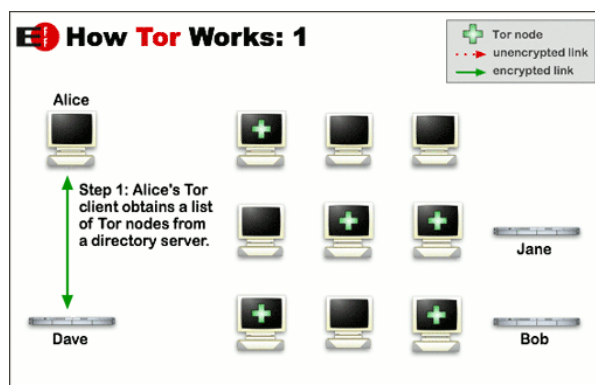 EFF How Tor Works: 1
Tor node
unencrypted link
encrypted link
Alice
Step 1: Alice's Tor
client obtains a list
of Tor nodes from
a directory server.
Jane
Dave
Bob